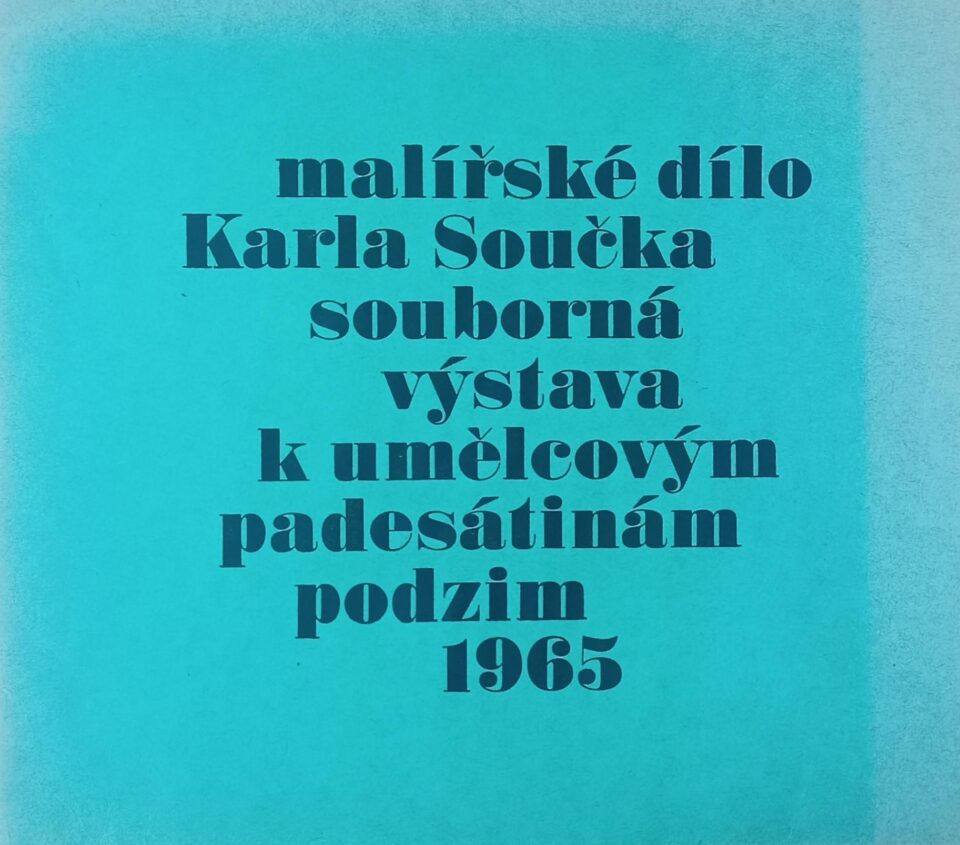 malířské dílo
Karla Součka
souborná
výstava
k umělcovým
padesátinám
podzim
1965